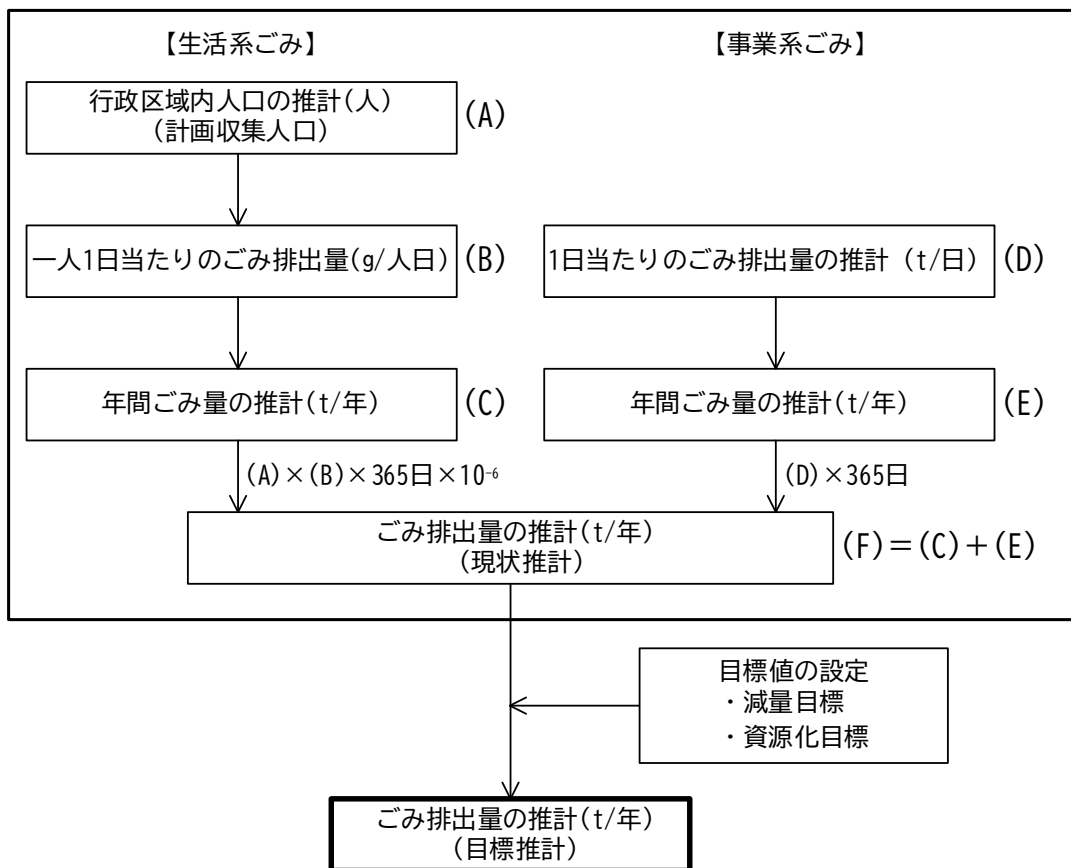 【生活系ごみ】
【事業系ごみ】
行政区域内人口の推計(人)
(計画収集人口)
(A)
一人1日当たりのごみ排出量(g/人日)
(B)
1日当たりのごみ排出量の推計 (t/日)
(D)
年間ごみ量の推計(t/年)
(C)
年間ごみ量の推計(t/年)
(E)
(A)×(B)×365日×10⁻⁶
(D)×365日
ごみ排出量の推計(t/年)
(現状推計)
(F)=(C)+(E)
目標値の設定
・減量目標
・資源化目標
ごみ排出量の推計(t/年)
(目標推計)